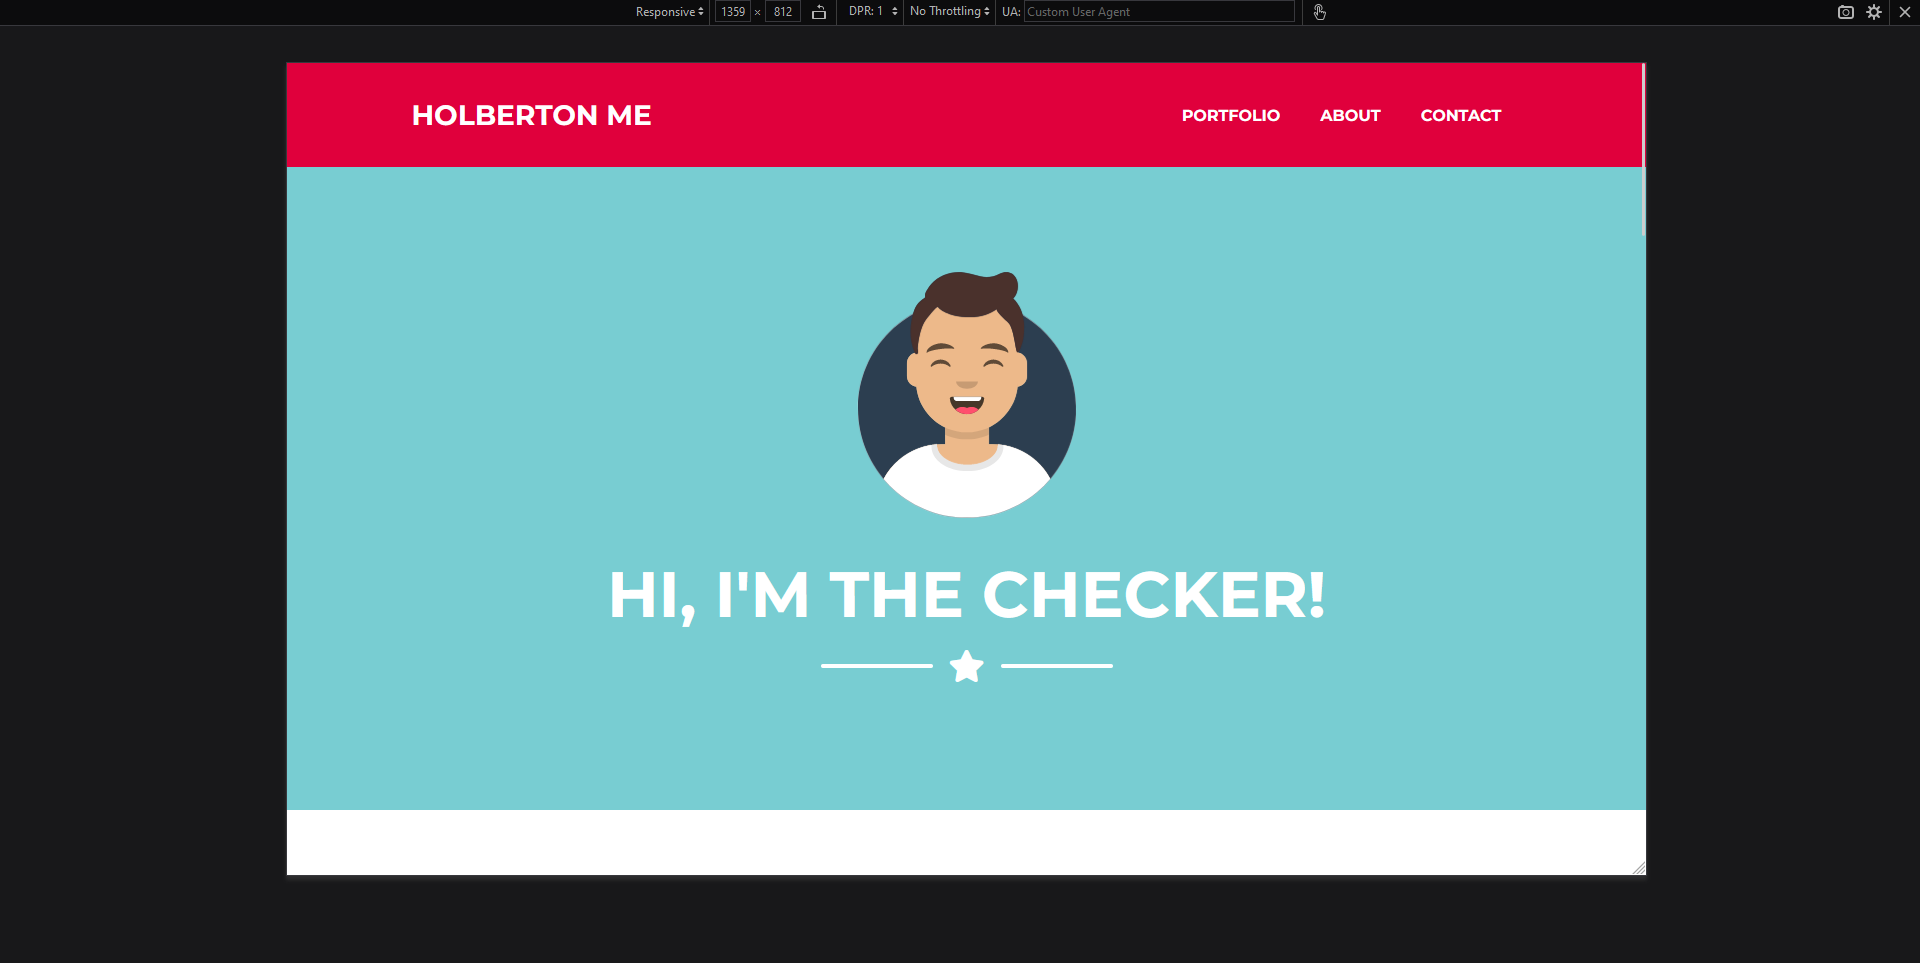 Responsive 1359 × 812 DPR: 1 No Throttling UA: Custom User Agent
HOLBERTON ME PORTFOLIO ABOUT CONTACT
HI, I'M THE CHECKER!